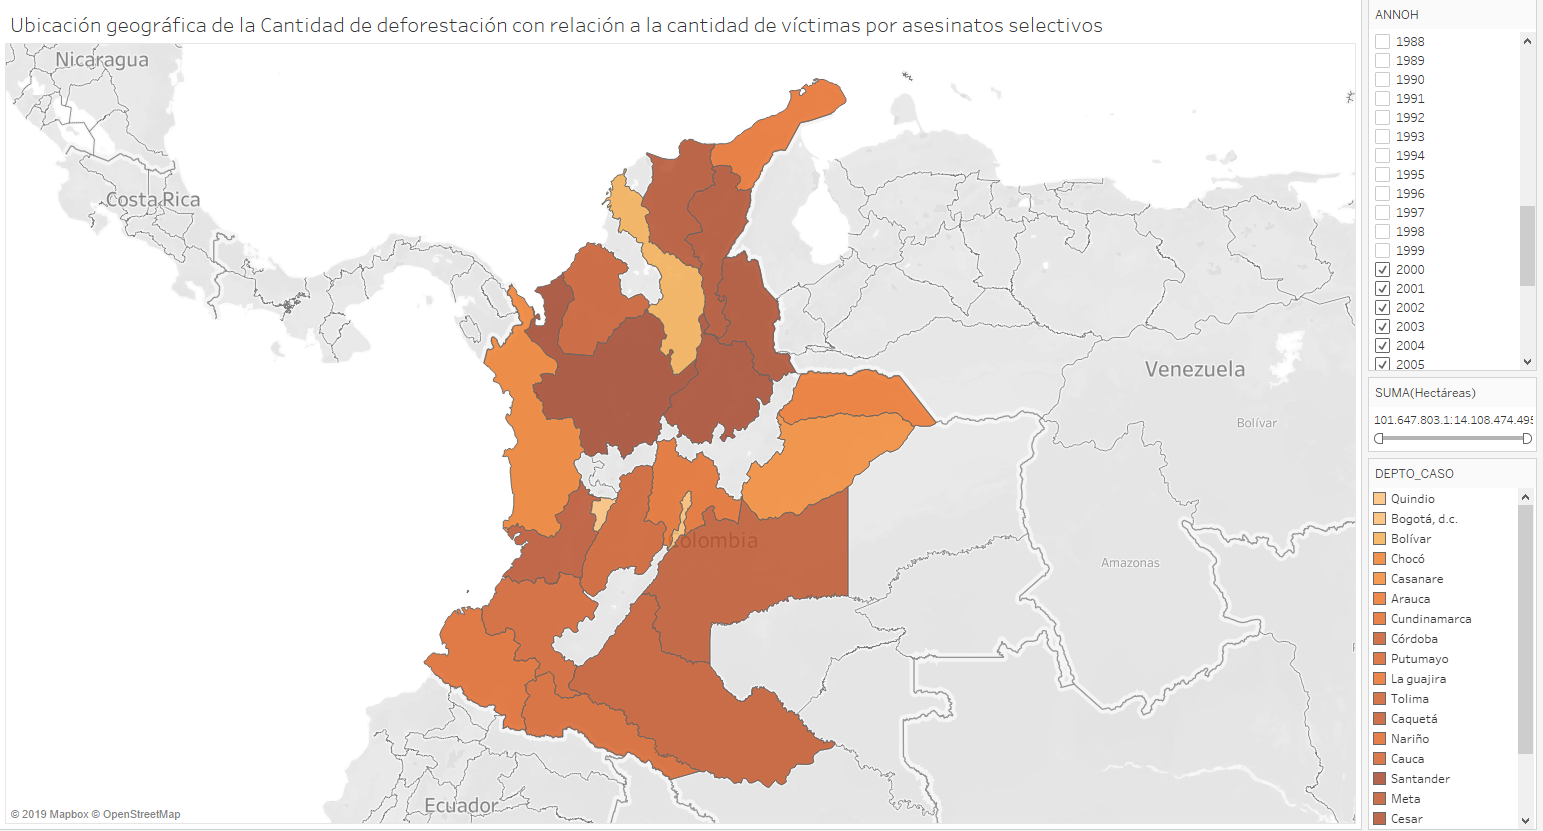 Ubicación geográfica de la Cantidad de deforestación con relación a la cantidad de víctimas por asesinatos selectivos
Nicaragua
Costa Rica
Venezuela
Bolívar
Colombia
Amazonas
Ecuador
© 2019 Mapbox © OpenStreetMap
ANNOH
1988
1989
1990
1991
1992
1993
1994
1995
1996
1997
1998
1999
2000
2001
2002
2003
2004
2005
SUMA(Hectáreas)
101.647.803.1:14.108.474.495
DEPTO_CASO
Quindio
Bogotá, d.c.
Bolívar
Chocó
Casanare
Arauca
Cundinamarca
Córdoba
Putumayo
La guajira
Tolima
Caquetá
Nariño
Cauca
Santander
Meta
Cesar